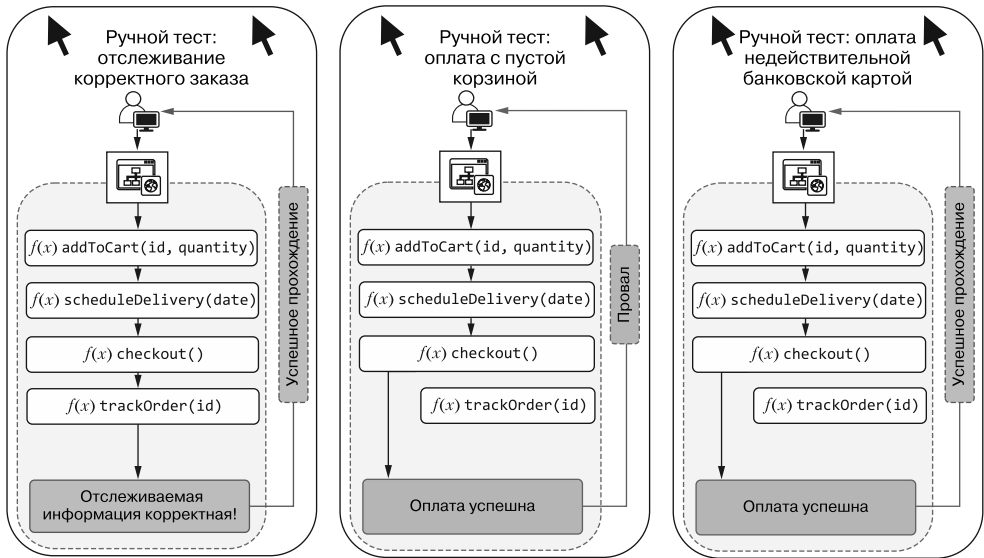 Ручной тест:
отслеживание
корректного заказа
f(x) addToCart(id, quantity)
f(x) scheduleDelivery(date)
f(x) checkout()
f(x) trackOrder(id)
Отслеживаемая
информация корректная!
Успешное прохождение
Ручной тест:
оплата с пустой
корзиной
f(x) addToCart(id, quantity)
f(x) scheduleDelivery(date)
f(x) checkout()
f(x) trackOrder(id)
Оплата успешна
Провал
Ручной тест: оплата
недействительной
банковской картой
f(x) addToCart(id, quantity)
f(x) scheduleDelivery(date)
f(x) checkout()
f(x) trackOrder(id)
Оплата успешна
Успешное прохождение